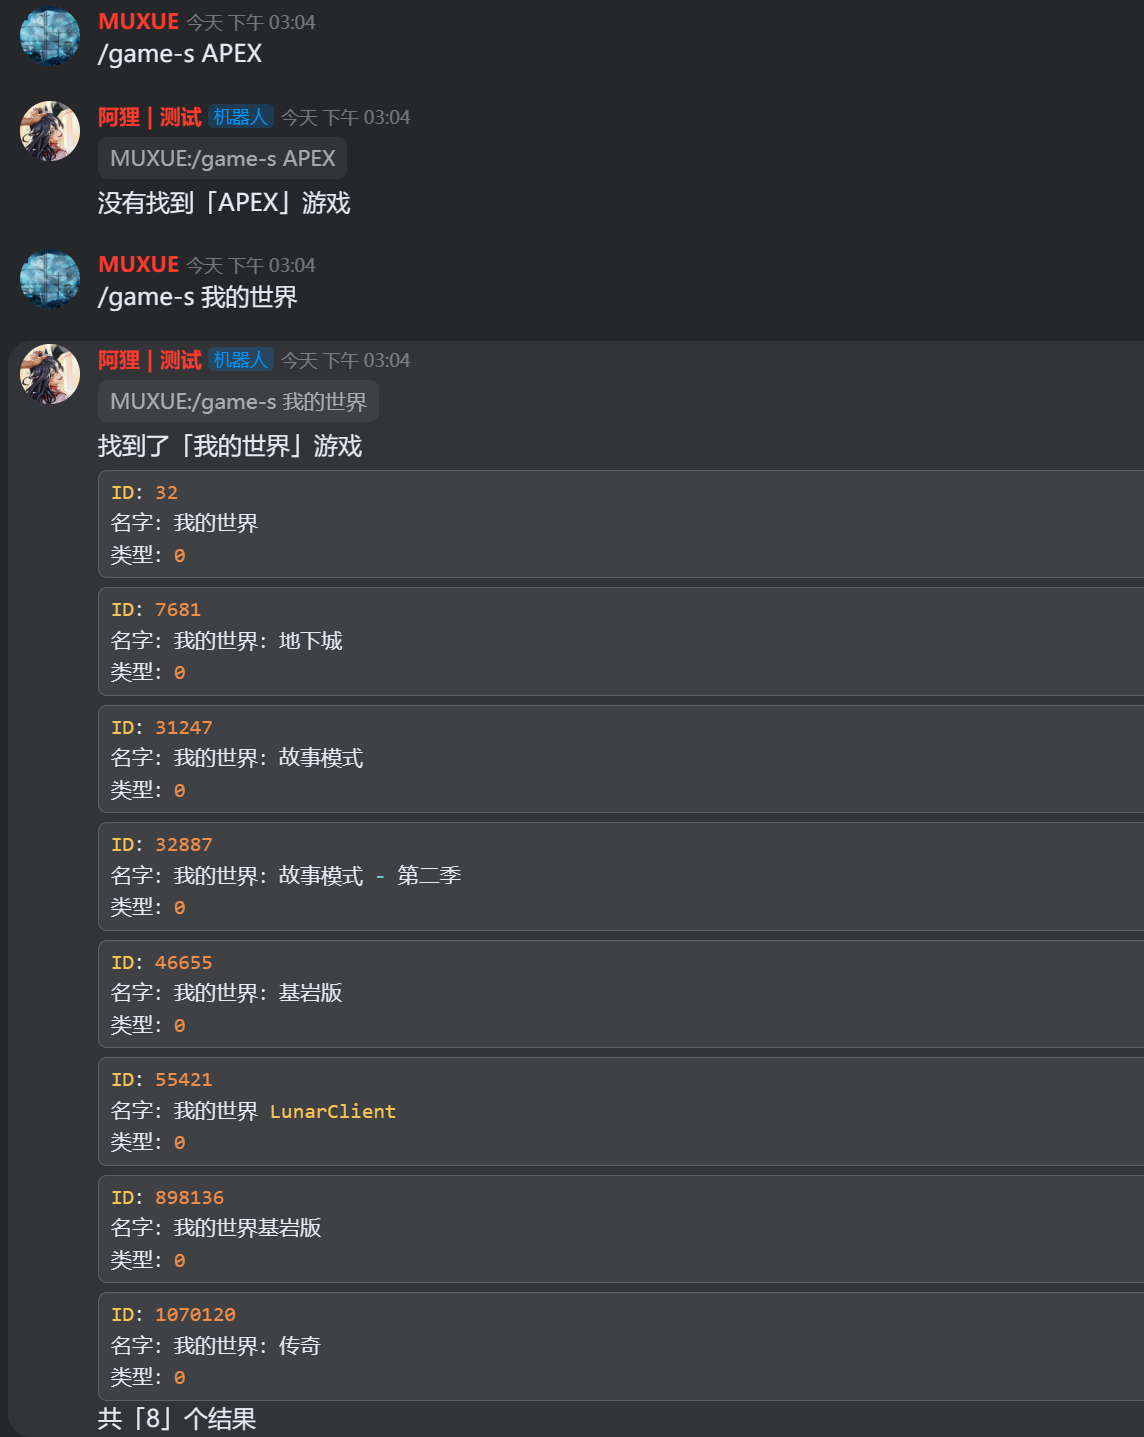 MUXUE 今天 下午 03:04
/game-s APEX
阿狸 | 测试 机器人 今天 下午 03:04
MUXUE:/game-s APEX
没有找到「APEX」游戏
MUXUE 今天 下午 03:04
/game-s 我的世界
阿狸 | 测试 机器人 今天 下午 03:04
MUXUE:/game-s 我的世界
找到了「我的世界」游戏
ID: 32
名字: 我的世界
类型: 0
ID: 7681
名字: 我的世界: 地下城
类型: 0
ID: 31247
名字: 我的世界: 故事模式
类型: 0
ID: 32887
名字: 我的世界: 故事模式 - 第二季
类型: 0
ID: 46655
名字: 我的世界: 基岩版
类型: 0
ID: 55421
名字: 我的世界 LunarClient
类型: 0
ID: 898136
名字: 我的世界基岩版
类型: 0
ID: 1070120
名字: 我的世界: 传奇
类型: 0
共「8」个结果